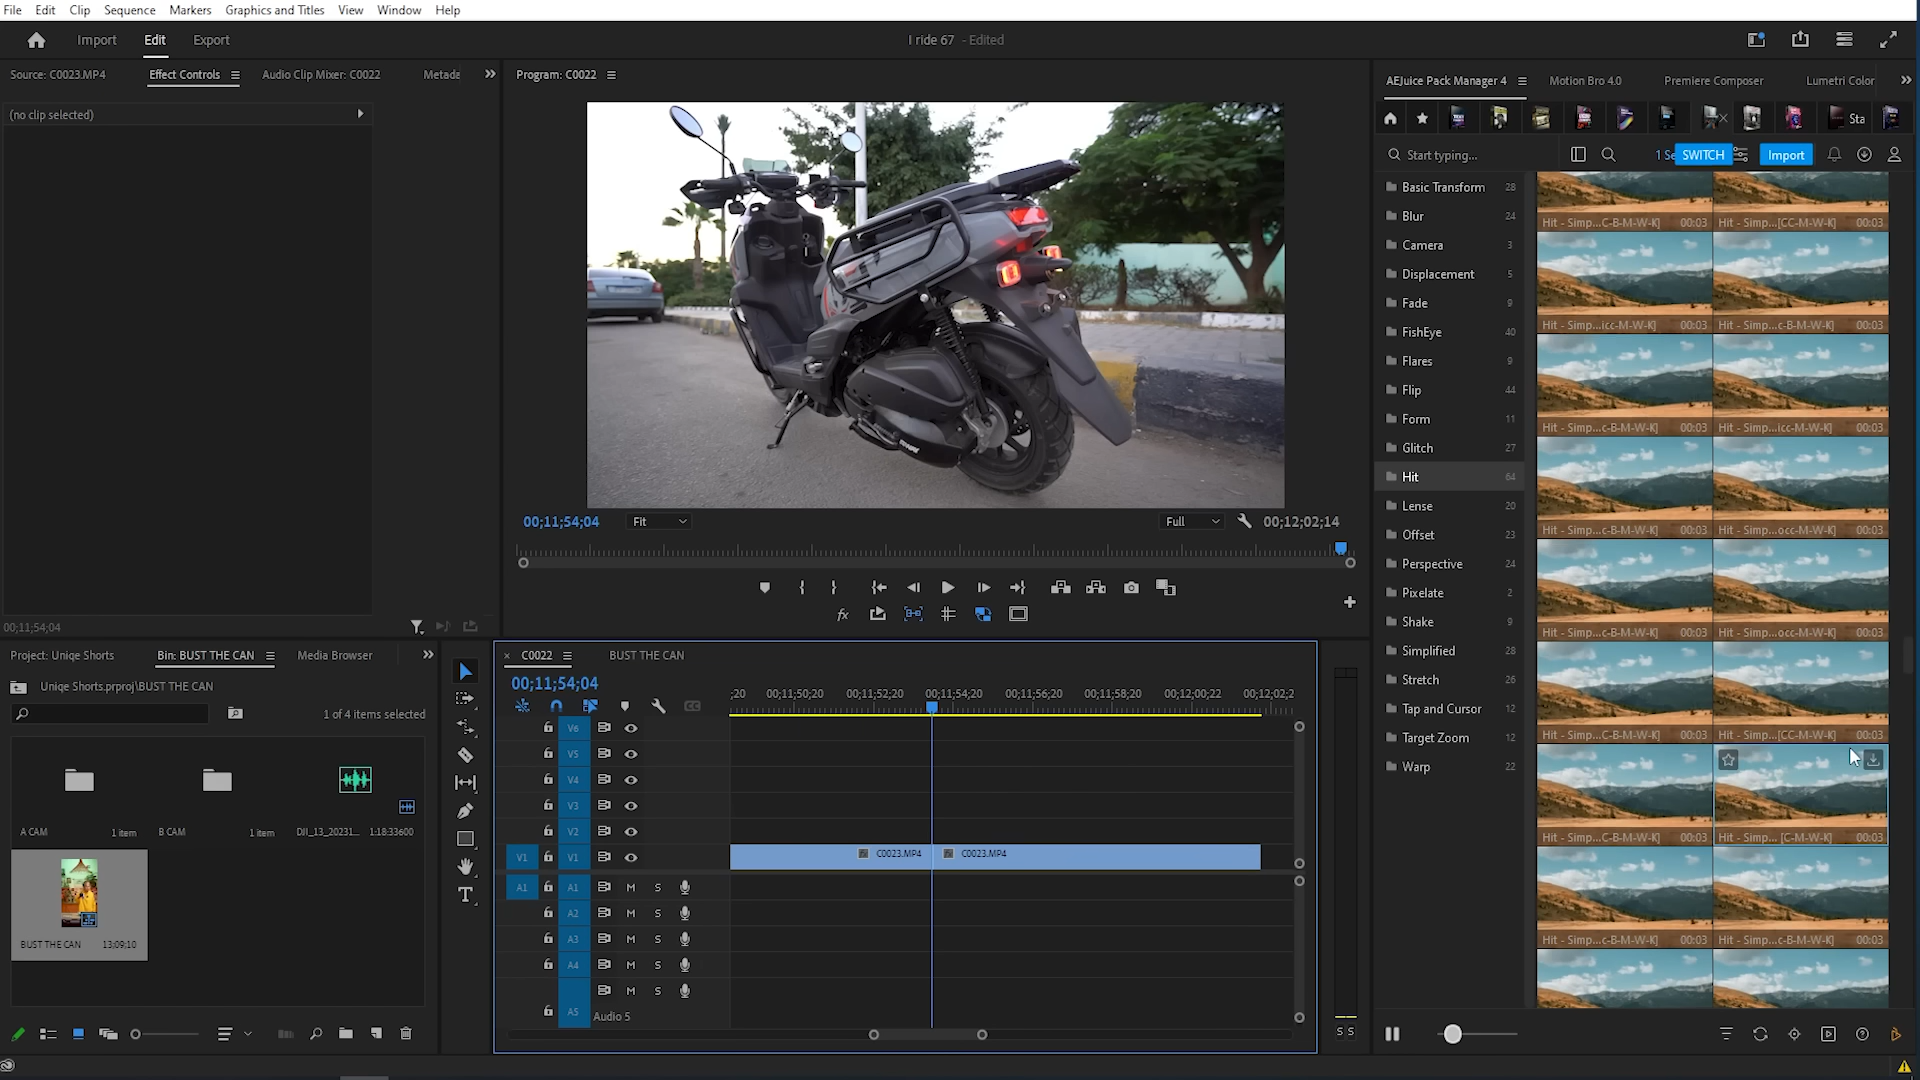 File Edit Clip Sequence Markers Graphics and Titles View Window Help
Import Edit Export
I ride 67 - Edited
Source: C0023.MP4 Effect Controls Audio Clip Mixer: C0022 Metada
(no clip selected)
00;11;54;04
Program: C0022
00;11;54;04 Fit Full 00;12;02;14
fx
AEJuice Pack Manager 4 Motion Bro 4.0 Premiere Composer Lumetri Color
Sta
Start typing...
1 Se SWITCH Import
Basic Transform 28
Blur 24
Camera 3
Displacement 5
Fade 9
FishEye 40
Flares 9
Flip 44
Form 11
Glitch 27
Hit 64
Lense 20
Offset 23
Perspective 24
Pixelate 2
Shake 9
Simplified 28
Stretch 26
Tap and Cursor 12
Target Zoom 12
Warp 22
Hit - Simp...C-B-M-W-K] 00:03 Hit - Simp...[CC-M-W-K] 00:03
Hit - Simp...icc-M-W-K] 00:03 Hit - Simp...c-B-M-W-K] 00:03
Hit - Simp...c-B-M-W-K] 00:03 Hit - Simp...icc-M-W-K] 00:03
Hit - Simp...c-B-M-W-K] 00:03 Hit - Simp...occ-M-W-K] 00:03
Hit - Simp...c-B-M-W-K] 00:03 Hit - Simp...occ-M-W-K] 00:03
Hit - Simp...C-B-M-W-K] 00:03 Hit - Simp...[CC-M-W-K] 00:03
Hit - Simp...C-B-M-W-K] 00:03 Hit - Simp... [C-M-W-K] 00:03
Hit - Simp...c-B-M-W-K] 00:03 Hit - Simp...c-B-M-W-K] 00:03
Project: Uniqe Shorts Bin: BUST THE CAN Media Browser
Uniqe Shorts.prproj\BUST THE CAN
1 of 4 items selected
A CAM 1 item B CAM 1 item DJI_13_20231... 1:18:33600
BUST THE CAN 13;09;10
C0022 BUST THE CAN
00;11;54;04
;20 00;11;50;20 00;11;52;20 00;11;54;20 00;11;56;20 00;11;58;20 00;12;00;22 00;12;02;2
CC
V6
V5
V4
V3
V2
V1 V1 C0023.MP4 C0023.MP4
A1 A1 M S
A2 M S
A3 M S
A4 M S
M S
A5 Audio 5
S S